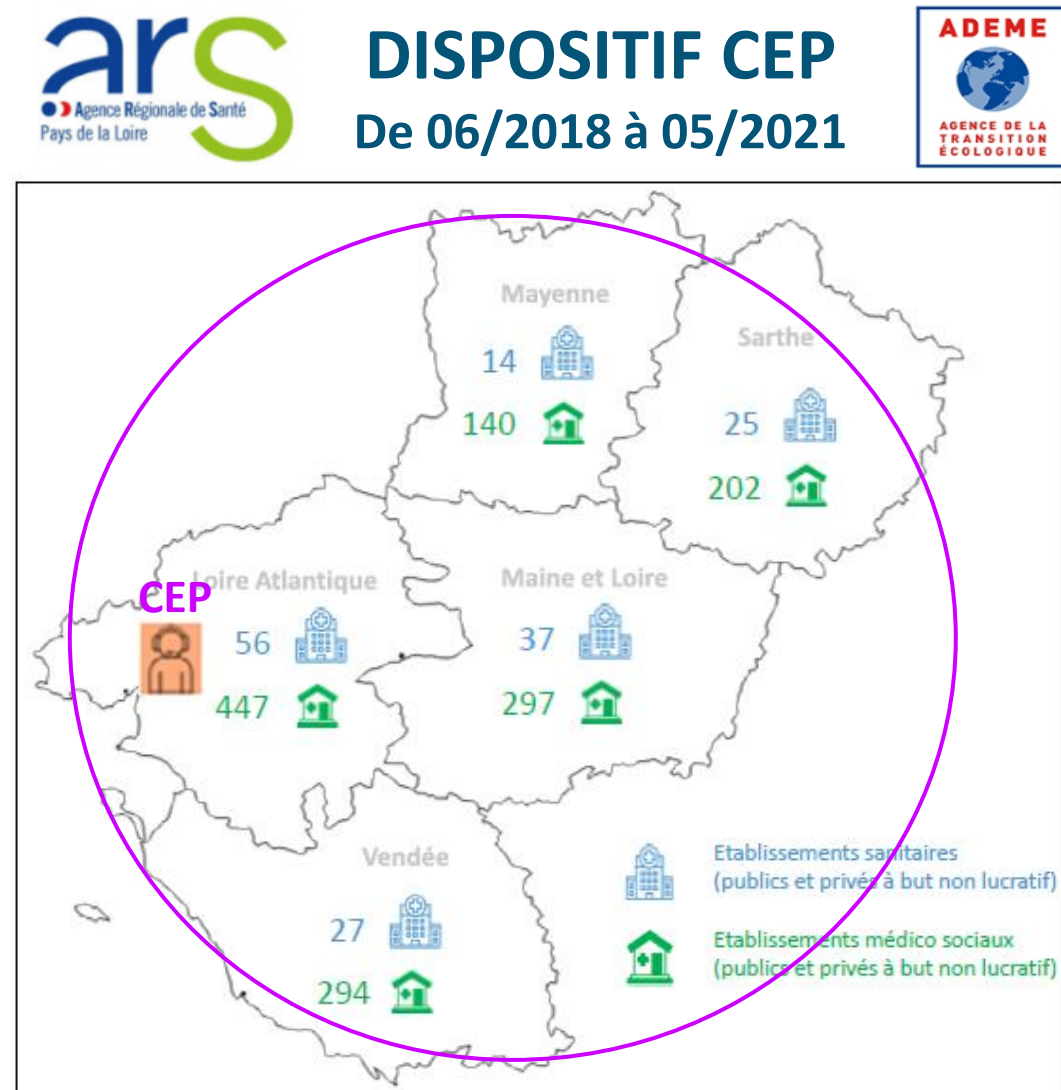 ars
Agence Régionale de Santé
Pays de la Loire
DISPOSITIF CEP
De 06/2018 à 05/2021
ADEME
AGENCE DE LA
TRANSITION
ÉCOLOGIQUE
Mayenne
14
140
Sarthe
25
202
Loire Atlantique
CEP
56
447
Maine et Loire
37
297
Vendée
27
294
Etablissements sanitaires
(publics et privés à but non lucratif)
Etablissements médico sociaux
(publics et privés à but non lucratif)